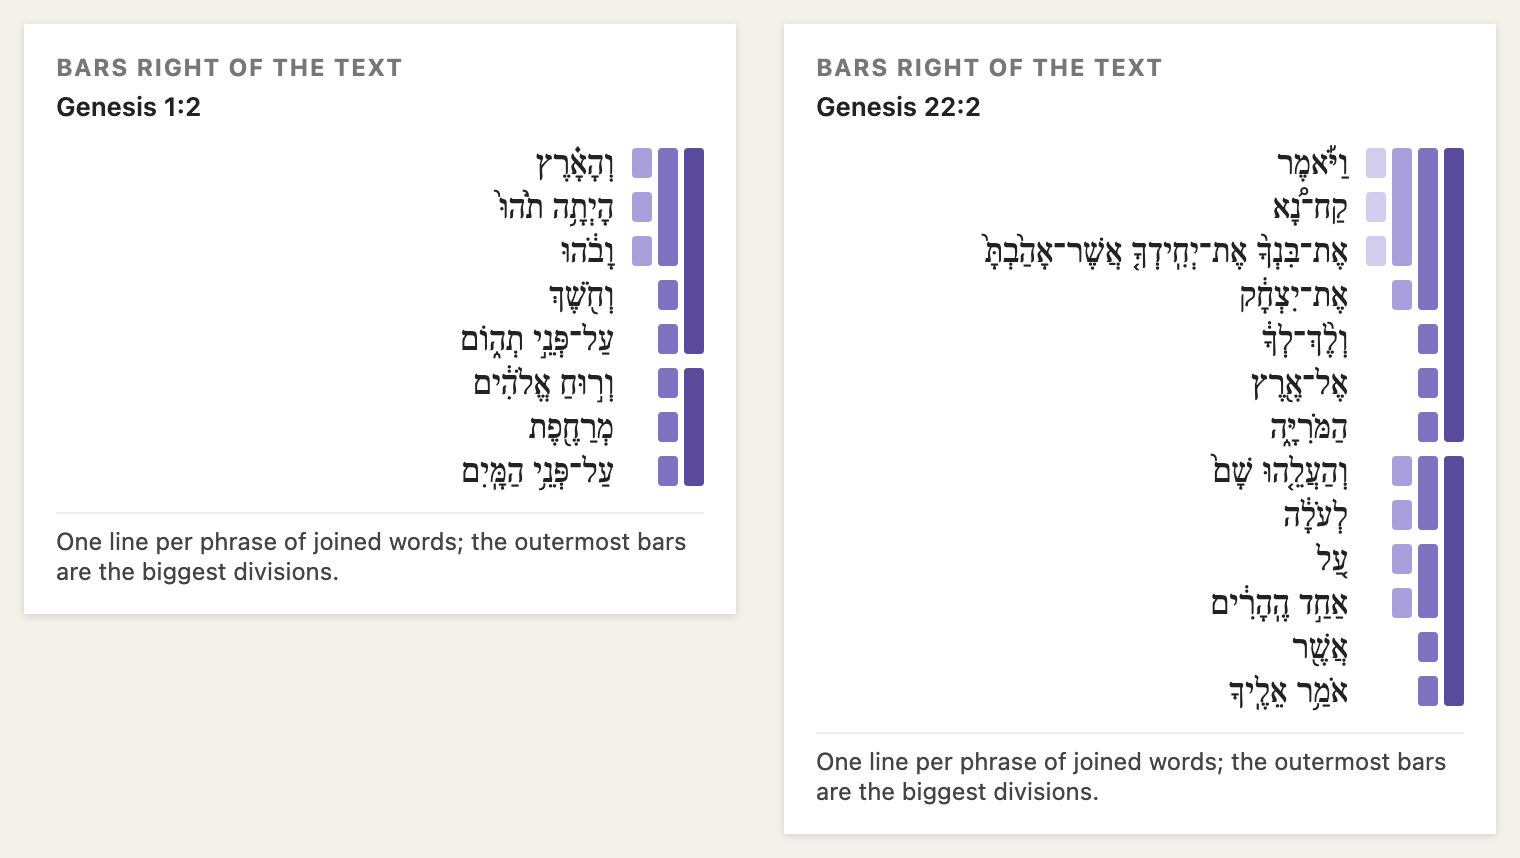 BARS RIGHT OF THE TEXT
Genesis 1:2
וְהָאָ֗רֶץ
הָיְתָ֥ה תֹ֙הוּ֙
וָבֹ֔הוּ
וְחֹ֖שֶׁךְ
עַל־פְּנֵ֣י תְה֑וֹם
וְר֣וּחַ אֱלֹהִ֔ים
מְרַחֶ֖פֶת
עַל־פְּנֵ֥י הַמָּֽיִם
One line per phrase of joined words; the outermost bars
are the biggest divisions.
BARS RIGHT OF THE TEXT
Genesis 22:2
וַיֹּ֡אמֶר
קַח־נָ֠א
אֶת־בִּנְךָ֨ אֶת־יְחִֽידְךָ֤ אֲשֶׁר־אָהַ֙בְתָּ֙
אֶת־יִצְחָ֔ק
וְלֶ֨ךְ־לְךָ֔
אֶל־אֶ֖רֶץ
הַמֹּרִיָּ֑ה
וְהַעֲלֵ֤הוּ שָׁם֙
לְעֹלָ֔ה
עַ֚ל
אַחַ֣ד הֶֽהָרִ֔ים
אֲשֶׁ֖ר
אֹמַ֥ר אֵלֶֽיךָ
One line per phrase of joined words; the outermost bars
are the biggest divisions.